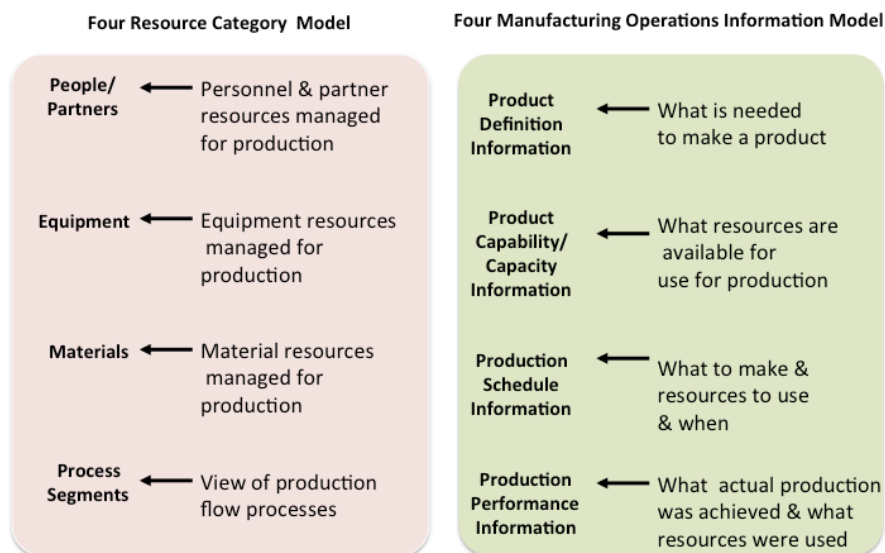 Four Resource Category Model
People/
Partners
Personnel & partner
resources managed
for production
Equipment
Equipment resources
managed for
production
Materials
Material resources
managed for
production
Process
Segments
View of production
flow processes
Four Manufacturing Operations Information Model
Product
Definition
Information
What is needed
to make a product
Product
Capability/
Capacity
Information
What resources are
available for
use for production
Production
Schedule
Information
What to make &
resources to use
& when
Production
Performance
Information
What actual production
was achieved & what
resources were used